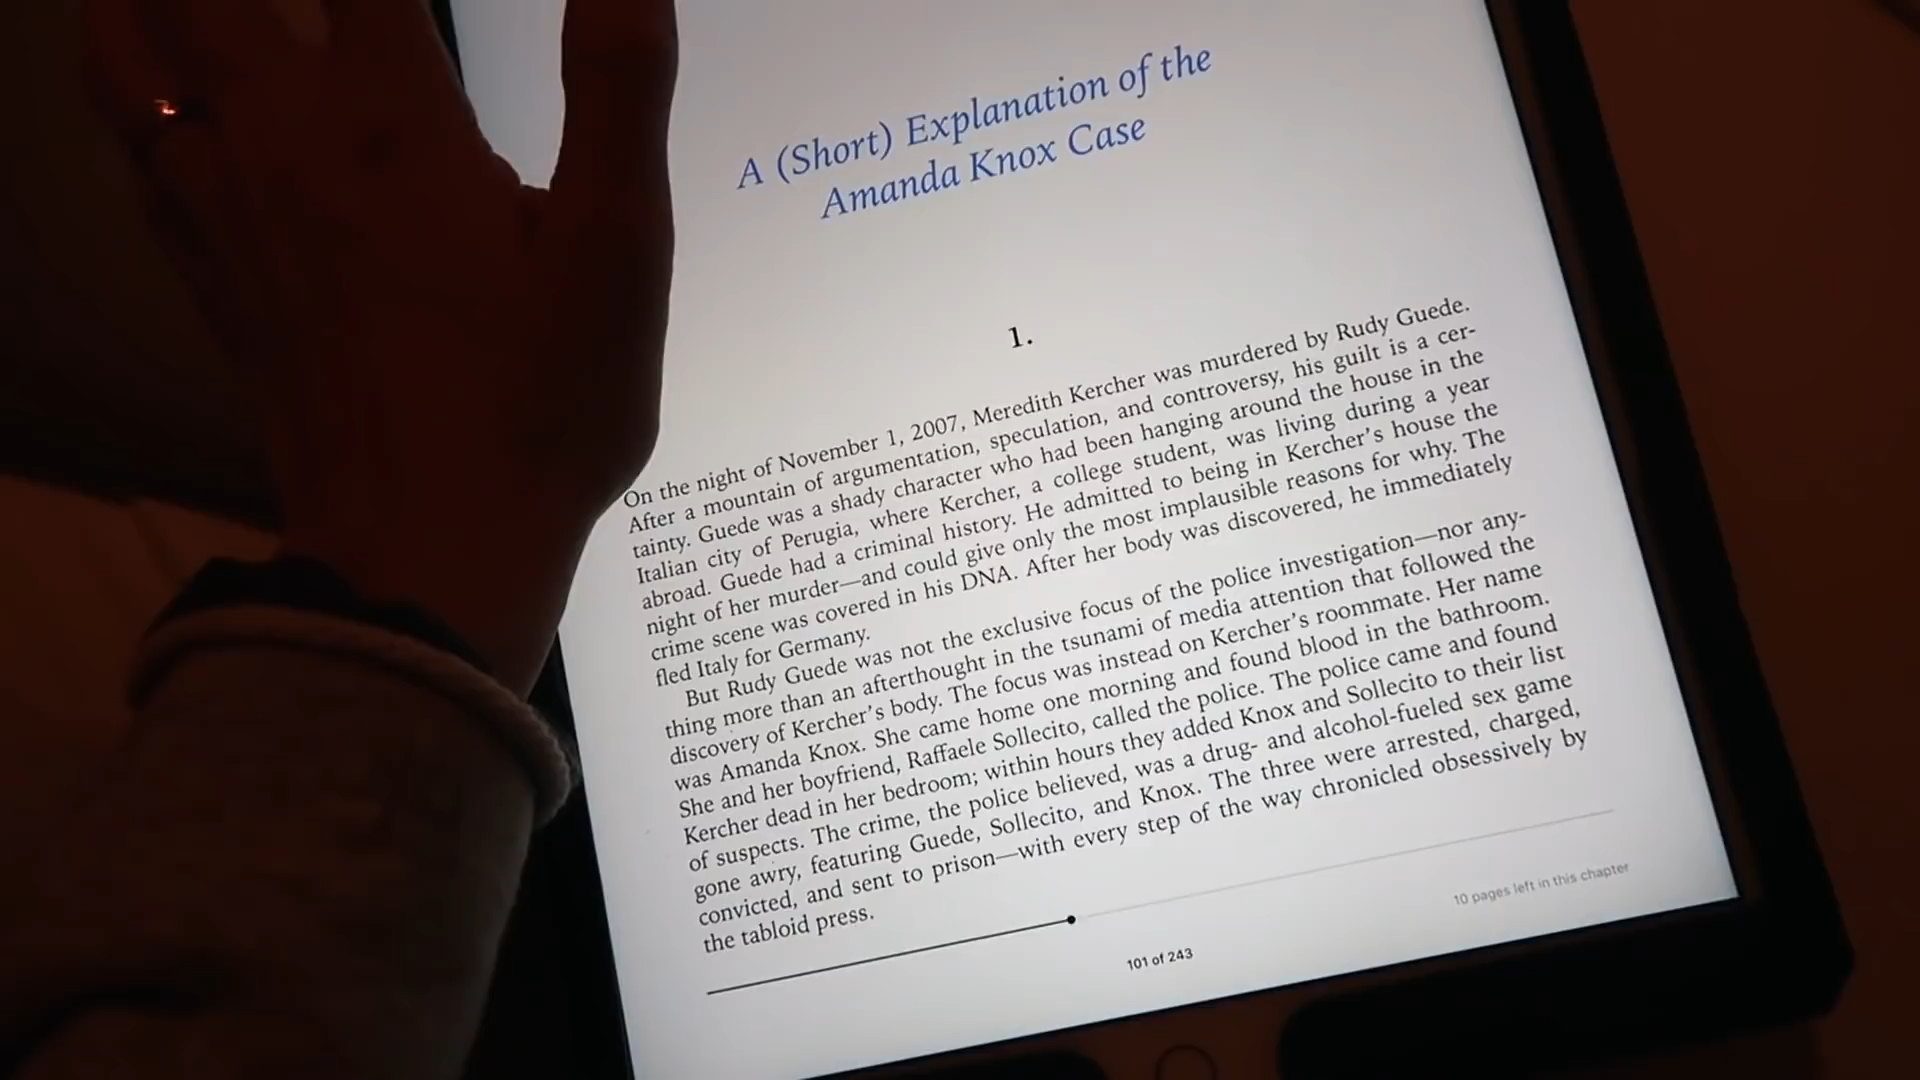 A (Short) Explanation of the
Amanda Knox Case
1.
On the night of November 1, 2007, Meredith Kercher was murdered by Rudy Guede.
After a mountain of argumentation, speculation, and controversy, his guilt is a cer-
tainty. Guede was a shady character who had been hanging around the house in the
Italian city of Perugia, where Kercher, a college student, was living during a year
abroad. Guede had a criminal history. He admitted to being in Kercher's house the
night of her murder—and could give only the most implausible reasons for why. The
crime scene was covered in his DNA. After her body was discovered, he immediately
fled Italy for Germany.
But Rudy Guede was not the exclusive focus of the police investigation—nor any-
thing more than an afterthought in the tsunami of media attention that followed the
discovery of Kercher's body. The focus was instead on Kercher's roommate. Her name
was Amanda Knox. She came home one morning and found blood in the bathroom.
She and her boyfriend, Raffaele Sollecito, called the police. The police came and found
Kercher dead in her bedroom; within hours they added Knox and Sollecito to their list
of suspects. The crime, the police believed, was a drug- and alcohol-fueled sex game
gone awry, featuring Guede, Sollecito, and Knox. The three were arrested, charged,
convicted, and sent to prison—with every step of the way chronicled obsessively by
the tabloid press.
10 pages left in this chapter
101 of 243